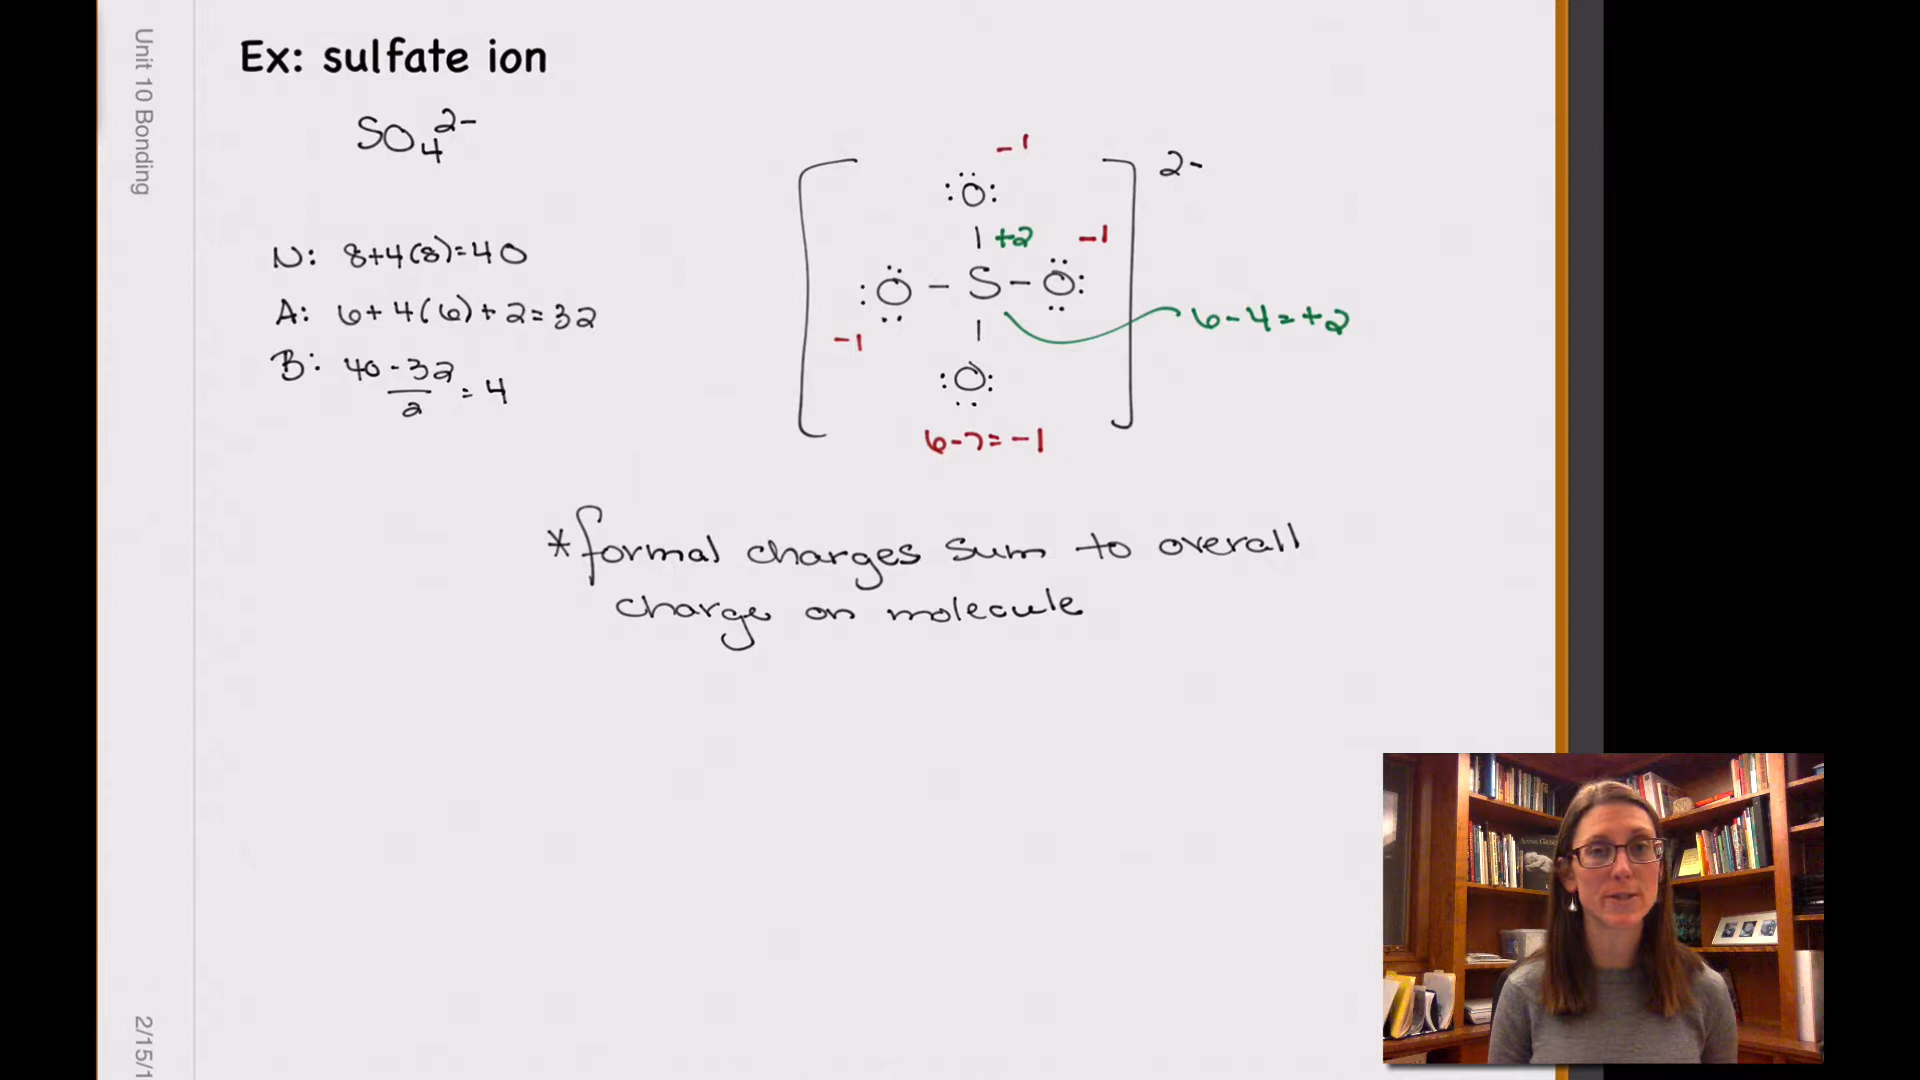 Unit 10 Bonding
Ex: sulfate ion
SO₄²⁻
N: 8+4(8)=40
A: 6+4(6)+2=32
B: 40-32/2 = 4
-1
2-
:Ö:
+2
-1
:Ö - S - Ö:
6-4=+2
-1
:O:
6-7=-1
*formal charges sum to overall
charge on molecule
2/15/1